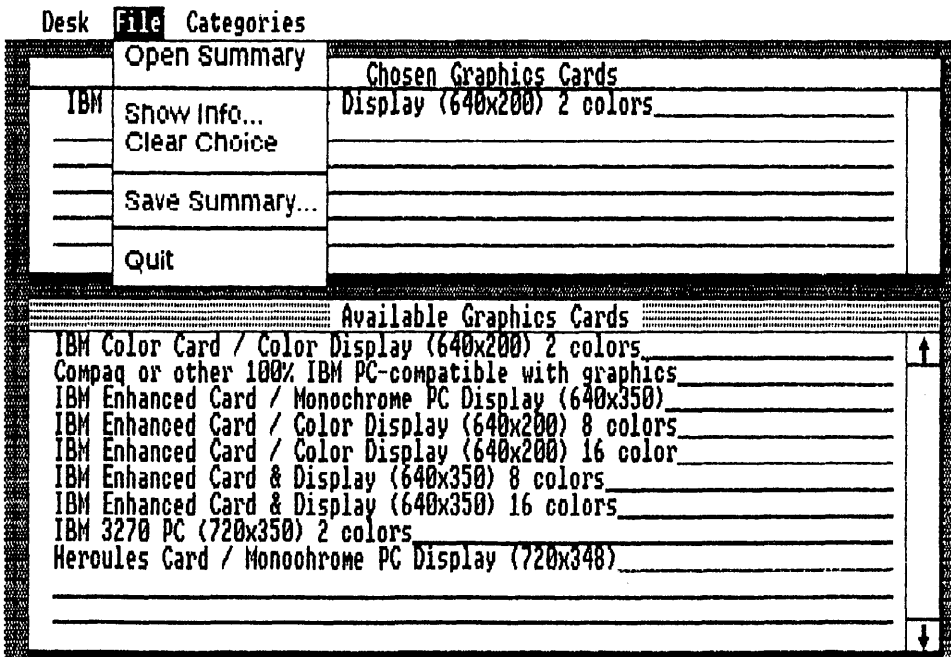 Desk File Categories
Open Summary
Show Info...
Clear Choice
Save Summary...
Quit
Chosen Graphics Cards
IBM Display (640x200) 2 colors
Available Graphics Cards
IBM Color Card / Color Display (640x200) 2 colors
Compaq or other 100% IBM PC-compatible with graphics
IBM Enhanced Card / Monochrome PC Display (640x350)
IBM Enhanced Card / Color Display (640x200) 8 colors
IBM Enhanced Card / Color Display (640x200) 16 color
IBM Enhanced Card & Display (640x350) 8 colors
IBM Enhanced Card & Display (640x350) 16 colors
IBM 3270 PC (720x350) 2 colors
Hercules Card / Monochrome PC Display (720x348)